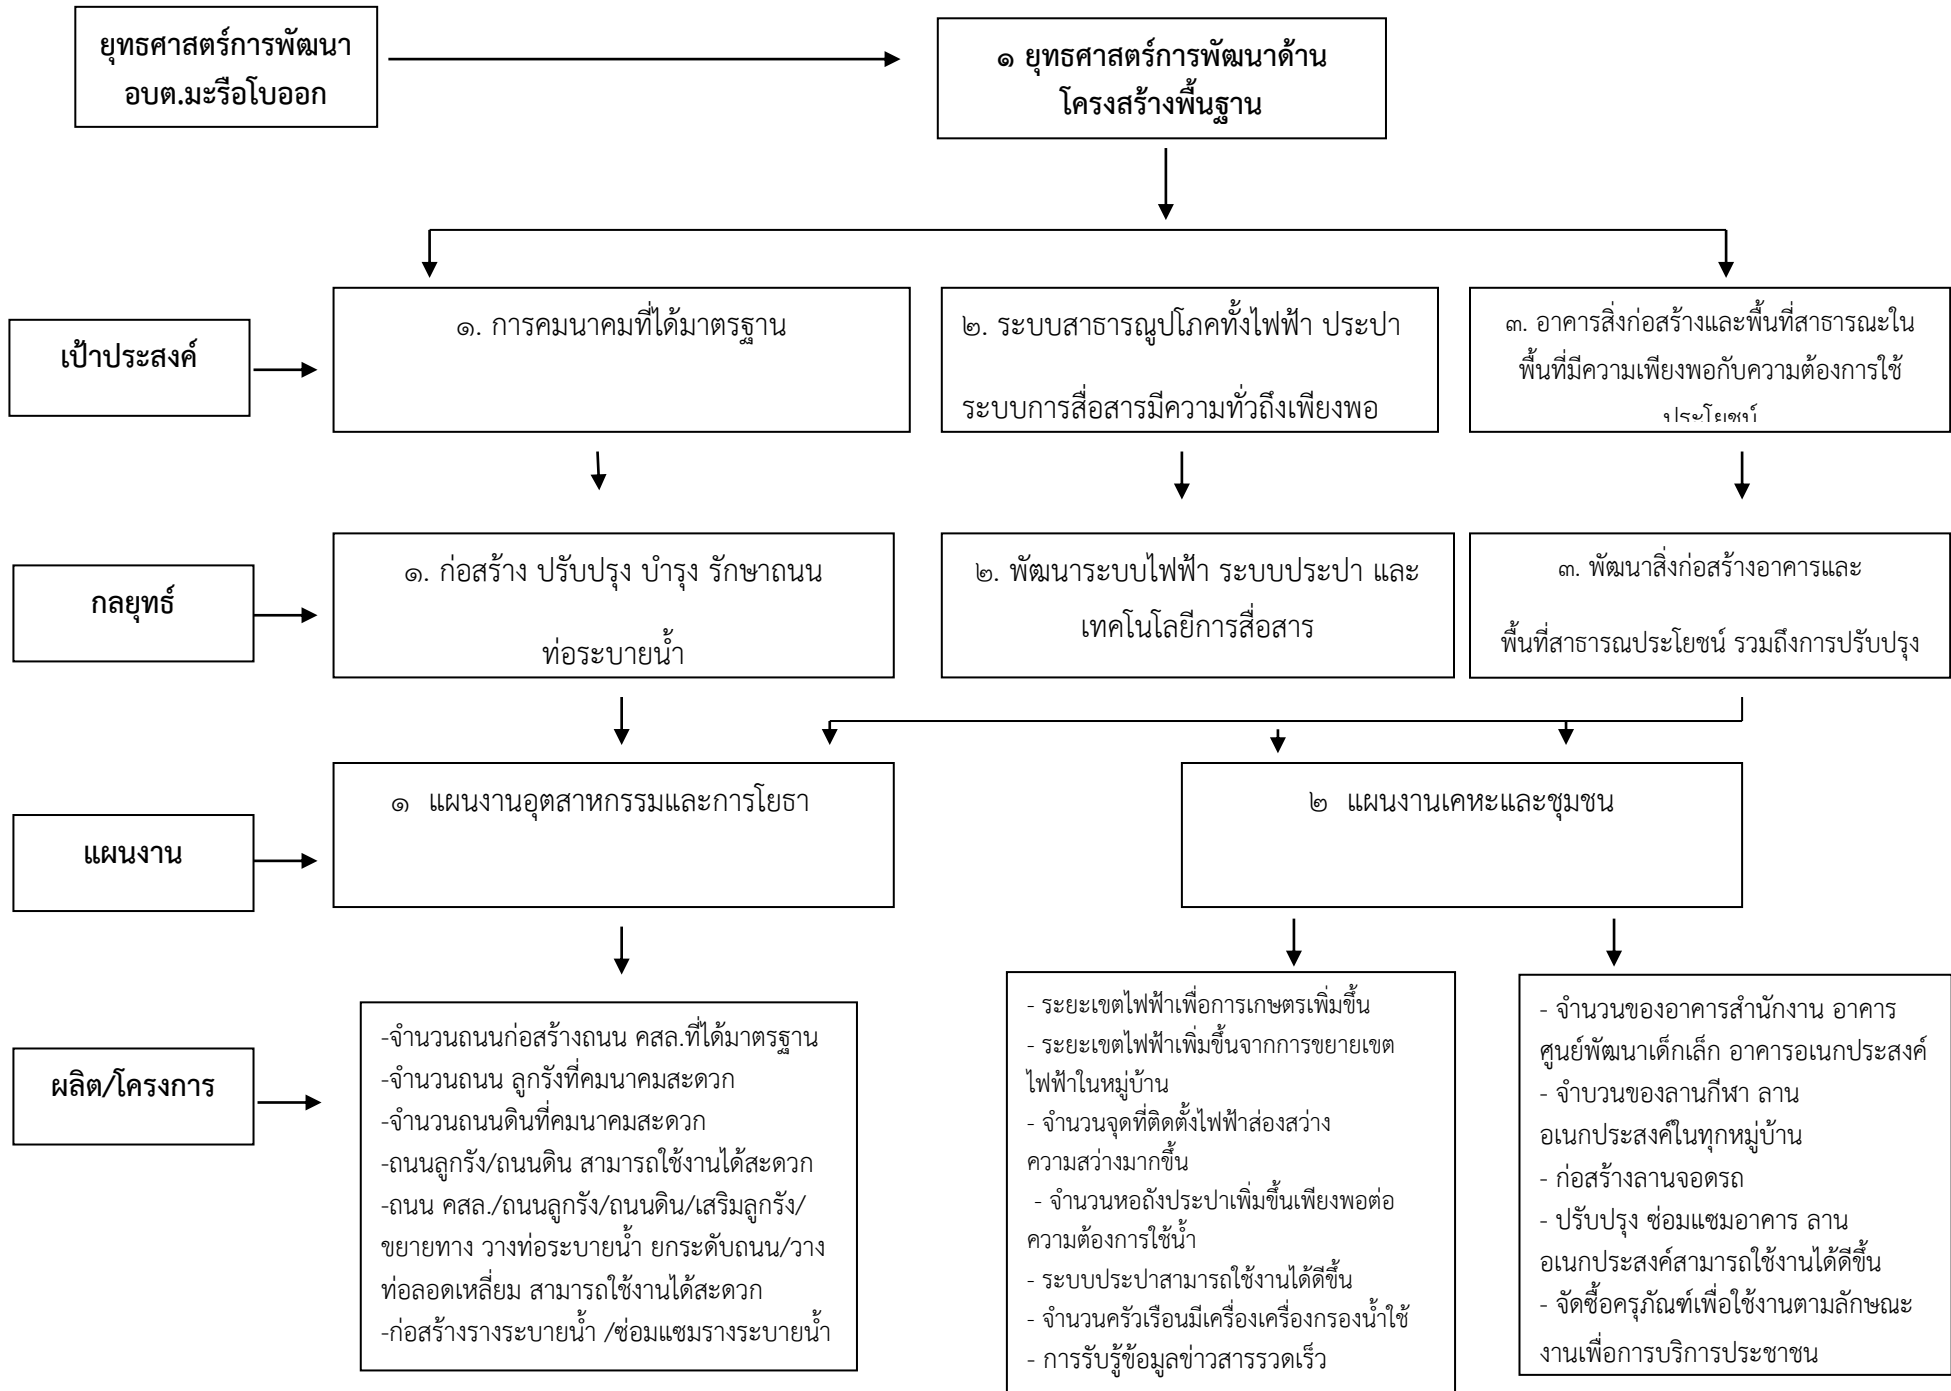 ยุทธศาสตร์การพัฒนา
อบต.มะรือโบออก
๑ ยุทธศาสตร์การพัฒนาด้าน
โครงสร้างพื้นฐาน
เป้าประสงค์
๑. การคมนาคมที่ได้มาตรฐาน
๒. ระบบสาธารณูปโภคทั้งไฟฟ้า ประปา
ระบบการสื่อสารมีความทั่วถึงเพียงพอ
๓. อาคารสิ่งก่อสร้างและพื้นที่สาธารณะใน
พื้นที่มีความเพียงพอกับความต้องการใช้
ประโยชน์
กลยุทธ์
๑. ก่อสร้าง ปรับปรุง บำรุง รักษาถนน
ท่อระบายน้ำ
๒. พัฒนาระบบไฟฟ้า ระบบประปา และ
เทคโนโลยีการสื่อสาร
๓. พัฒนาสิ่งก่อสร้างอาคารและ
พื้นที่สาธารณประโยชน์ รวมถึงการปรับปรุง
แผนงาน
๑ แผนงานอุตสาหกรรมและการโยธา
๒ แผนงานเคหะและชุมชน
ผลิต/โครงการ
-จำนวนถนนก่อสร้างถนน คสล.ที่ได้มาตรฐาน
-จำนวนถนน ลูกรังที่คมนาคมสะดวก
-จำนวนถนนดินที่คมนาคมสะดวก
-ถนนลูกรัง/ถนนดิน สามารถใช้งานได้สะดวก
-ถนน คสล./ถนนลูกรัง/ถนนดิน/เสริมลูกรัง/
ขยายทาง วางท่อระบายน้ำ ยกระดับถนน/วาง
ท่อลอดเหลี่ยม สามารถใช้งานได้สะดวก
-ก่อสร้างรางระบายน้ำ /ซ่อมแซมรางระบายน้ำ
- ระยะเขตไฟฟ้าเพื่อการเกษตรเพิ่มขึ้น
- ระยะเขตไฟฟ้าเพิ่มขึ้นจากการขยายเขต
ไฟฟ้าในหมู่บ้าน
- จำนวนจุดที่ติดตั้งไฟฟ้าส่องสว่าง
ความสว่างมากขึ้น
- จำนวนหอถังประปาเพิ่มขึ้นเพียงพอต่อ
ความต้องการใช้น้ำ
- ระบบประปาสามารถใช้งานได้ดีขึ้น
- จำนวนครัวเรือนมีเครื่องเครื่องกรองน้ำใช้
- การรับรู้ข้อมูลข่าวสารรวดเร็ว
- จำนวนของอาคารสำนักงาน อาคาร
ศูนย์พัฒนาเด็กเล็ก อาคารอเนกประสงค์
- จำบวนของลานกีฬา ลาน
อเนกประสงค์ในทุกหมู่บ้าน
- ก่อสร้างลานจอดรถ
- ปรับปรุง ซ่อมแซมอาคาร ลาน
อเนกประสงค์สามารถใช้งานได้ดีขึ้น
- จัดซื้อครุภัณฑ์เพื่อใช้งานตามลักษณะ
งานเพื่อการบริการประชาชน